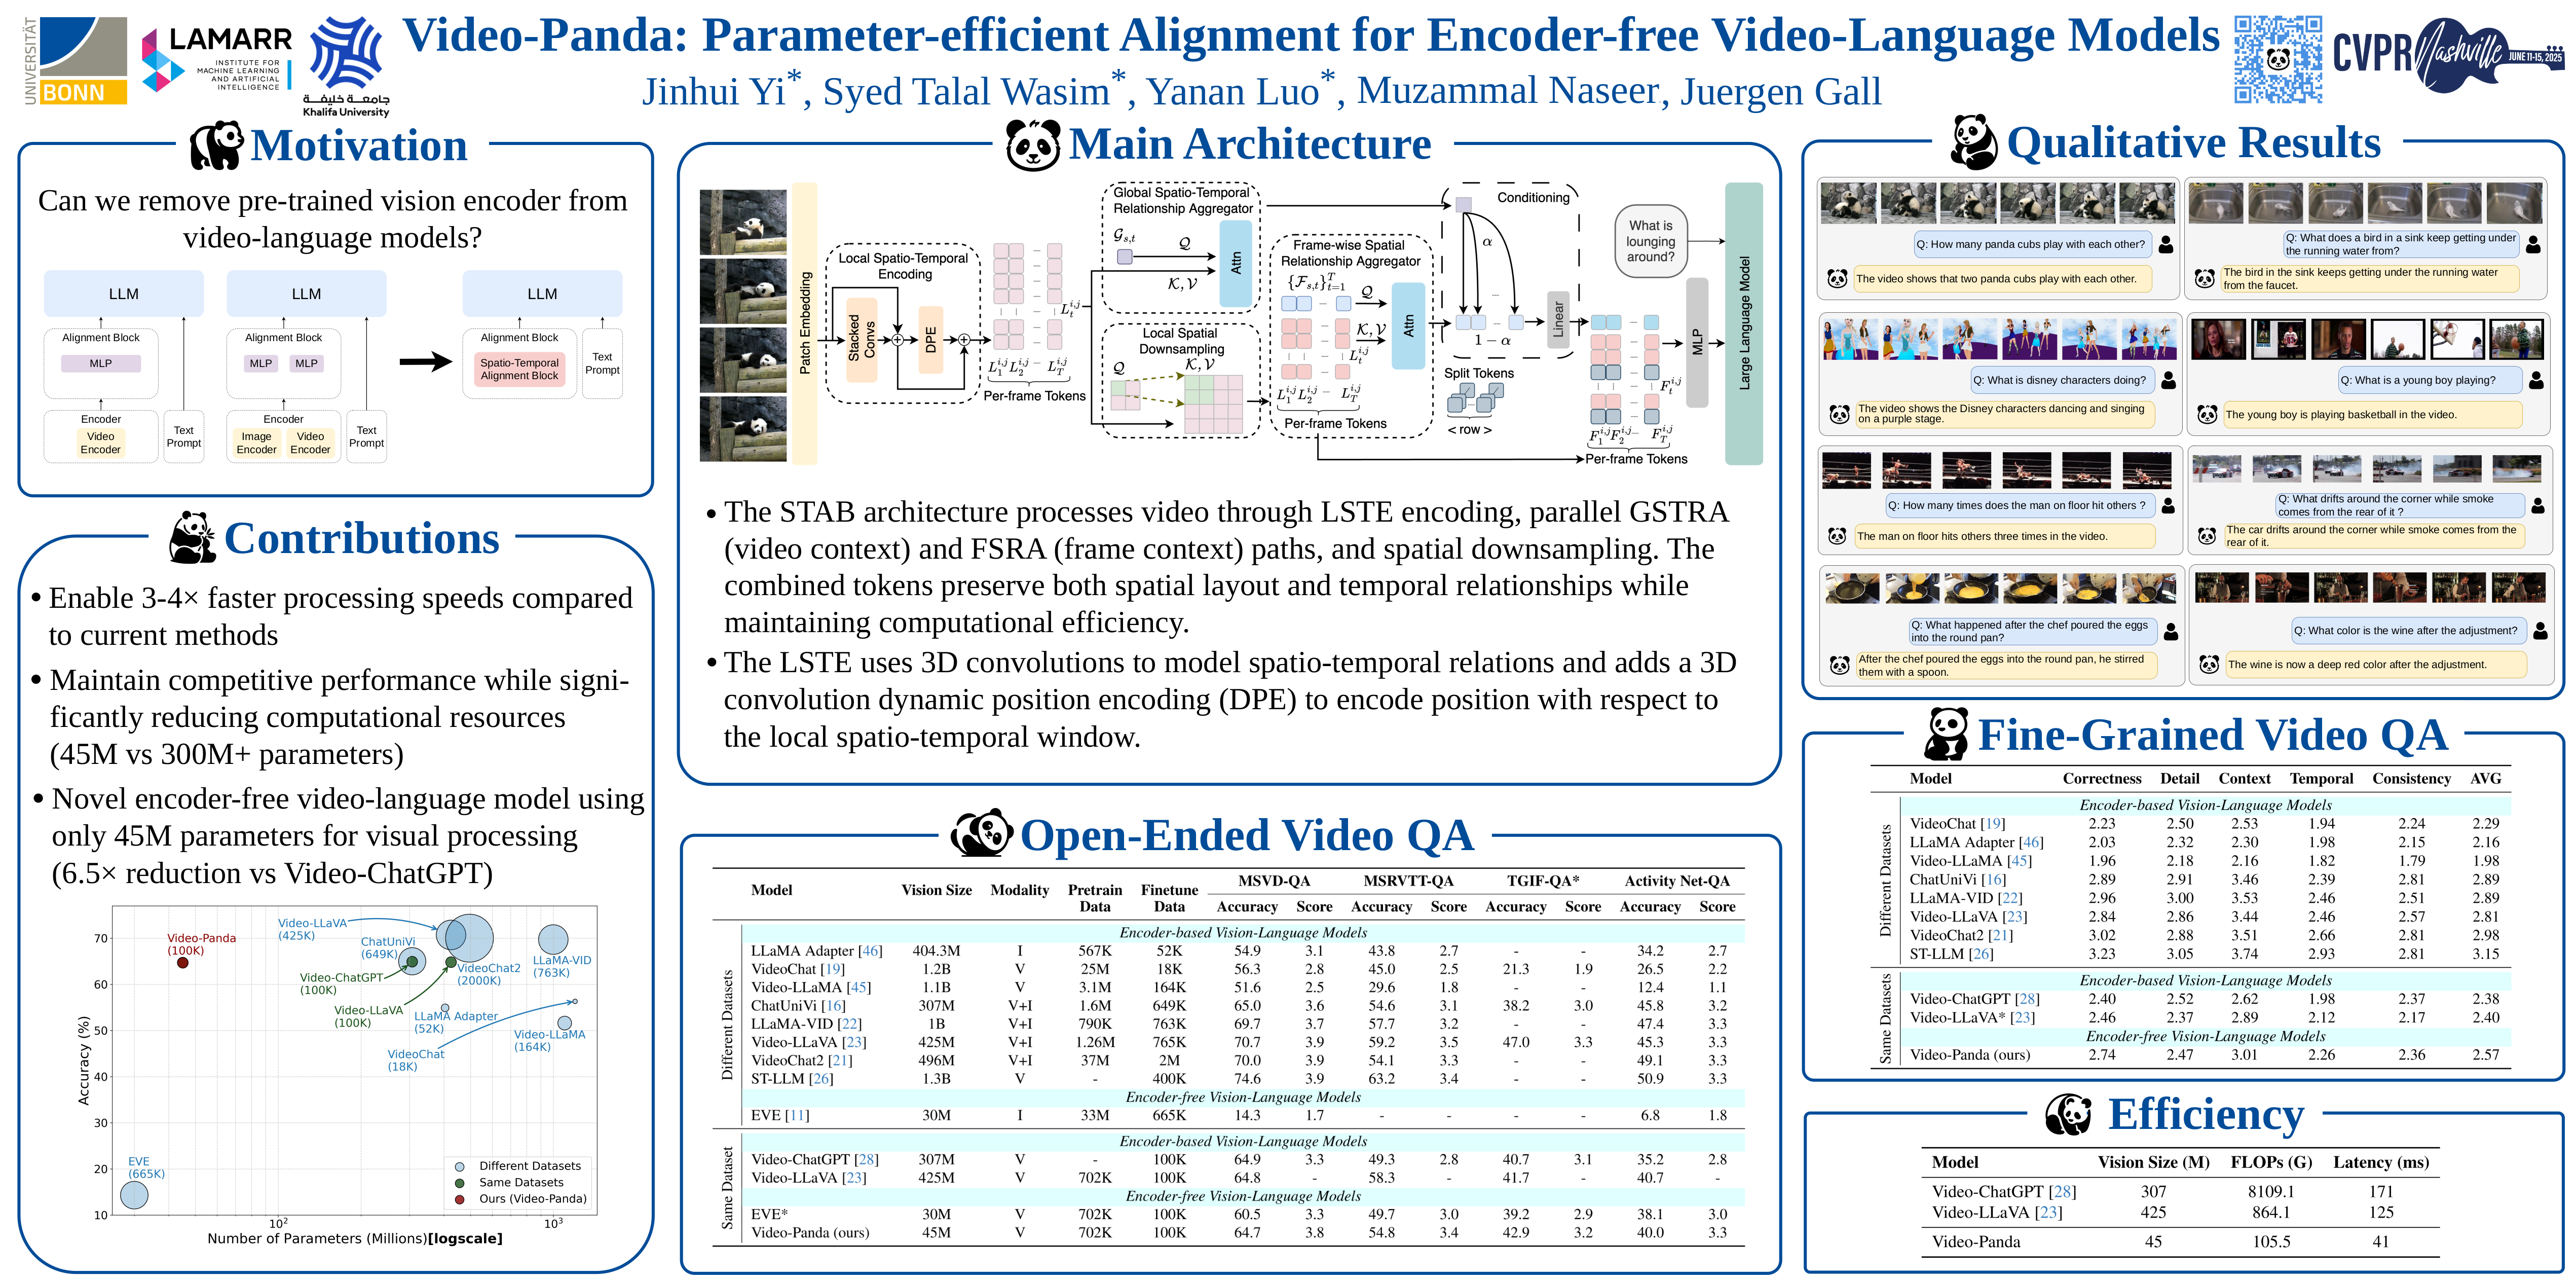 UNIVERSITÄT BONN
LAMARR
INSTITUTE FOR
MACHINE LEARNING
AND ARTIFICIAL
INTELLIGENCE
جامعــة خليفــة
Khalifa University
Video-Panda: Parameter-efficient Alignment for Encoder-free Video-Language Models
Jinhui Yi*, Syed Talal Wasim*, Yanan Luo*, Muzammal Naseer, Juergen Gall
CVPR Nashville JUNE 11-15, 2025
Motivation
Can we remove pre-trained vision encoder from
video-language models?
LLM
Alignment Block
MLP
Encoder
Video
Encoder
Text
Prompt
LLM
Alignment Block
MLP MLP
Encoder
Image
Encoder
Video
Encoder
Text
Prompt
LLM
Alignment Block
Spatio-Temporal
Alignment Block
Text
Prompt
Contributions
• Enable 3-4× faster processing speeds compared
to current methods
• Maintain competitive performance while signi-
ficantly reducing computational resources
(45M vs 300M+ parameters)
• Novel encoder-free video-language model using
only 45M parameters for visual processing
(6.5× reduction vs Video-ChatGPT)
Accuracy (%)
70
60
50
40
30
20
10
Video-Panda
(100K)
Video-LLaVA
(425K)
ChatUniVi
(649K)
Video-ChatGPT
(100K)
Video-LLaVA
(100K)
VideoChat2
(2000K)
LLaMA-VID
(763K)
LLaMA Adapter
(52K)
Video-LLaMA
(164K)
VideoChat
(18K)
EVE
(665K)
Different Datasets
Same Datasets
Ours (Video-Panda)
10² 10³
Number of Parameters (Millions)[logscale]
Main Architecture
Patch Embedding
Local Spatio-Temporal
Encoding
Stacked
Convs
DPE
L_1^{i,j} L_2^{i,j} – L_T^{i,j}
Per-frame Tokens
L_t^{i,j}
Global Spatio-Temporal
Relationship Aggregator
𝒢_{s,t}
𝒬
𝒦, 𝒱
Attn
Local Spatial
Downsampling
𝒬
𝒦, 𝒱
Frame-wise Spatial
Relationship Aggregator
{ℱ_{s,t}}_{t=1}^T
𝒬
𝒦, 𝒱
L_t^{i,j}
Attn
L_1^{i,j} L_2^{i,j} – L_T^{i,j}
Per-frame Tokens
Conditioning
α
1 − α
Linear
Split Tokens
< row >
What is
lounging
around?
F_t^{i,j}
F_1^{i,j} F_2^{i,j} – F_T^{i,j}
Per-frame Tokens
MLP
Large Language Model
• The STAB architecture processes video through LSTE encoding, parallel GSTRA
(video context) and FSRA (frame context) paths, and spatial downsampling. The
combined tokens preserve both spatial layout and temporal relationships while
maintaining computational efficiency.
• The LSTE uses 3D convolutions to model spatio-temporal relations and adds a 3D
convolution dynamic position encoding (DPE) to encode position with respect to
the local spatio-temporal window.
Open-Ended Video QA
Model Vision Size Modality Pretrain Data Finetune Data MSVD-QA MSRVTT-QA TGIF-QA* Activity Net-QA
Accuracy Score Accuracy Score Accuracy Score Accuracy Score
Different Datasets
Encoder-based Vision-Language Models
LLaMA Adapter [46] 404.3M I 567K 52K 54.9 3.1 43.8 2.7 - - 34.2 2.7
VideoChat [19] 1.2B V 25M 18K 56.3 2.8 45.0 2.5 21.3 1.9 26.5 2.2
Video-LLaMA [45] 1.1B V 3.1M 164K 51.6 2.5 29.6 1.8 - - 12.4 1.1
ChatUniVi [16] 307M V+I 1.6M 649K 65.0 3.6 54.6 3.1 38.2 3.0 45.8 3.2
LLaMA-VID [22] 1B V+I 790K 763K 69.7 3.7 57.7 3.2 - - 47.4 3.3
Video-LLaVA [23] 425M V+I 1.26M 765K 70.7 3.9 59.2 3.5 47.0 3.3 45.3 3.3
VideoChat2 [21] 496M V+I 37M 2M 70.0 3.9 54.1 3.3 - - 49.1 3.3
ST-LLM [26] 1.3B V - 400K 74.6 3.9 63.2 3.4 - - 50.9 3.3
Encoder-free Vision-Language Models
EVE [11] 30M I 33M 665K 14.3 1.7 - - - - 6.8 1.8
Same Dataset
Encoder-based Vision-Language Models
Video-ChatGPT [28] 307M V - 100K 64.9 3.3 49.3 2.8 40.7 3.1 35.2 2.8
Video-LLaVA [23] 425M V 702K 100K 64.8 - 58.3 - 41.7 - 40.7 -
Encoder-free Vision-Language Models
EVE* 30M V 702K 100K 60.5 3.3 49.7 3.0 39.2 2.9 38.1 3.0
Video-Panda (ours) 45M V 702K 100K 64.7 3.8 54.8 3.4 42.9 3.2 40.0 3.3
Qualitative Results
Q: How many panda cubs play with each other?
The video shows that two panda cubs play with each other.
Q: What does a bird in a sink keep getting under
the running water from?
The bird in the sink keeps getting under the running water
from the faucet.
Q: What is disney characters doing?
The video shows the Disney characters dancing and singing
on a purple stage.
Q: What is a young boy playing?
The young boy is playing basketball in the video.
Q: How many times does the man on floor hit others ?
The man on floor hits others three times in the video.
Q: What drifts around the corner while smoke
comes from the rear of it ?
The car drifts around the corner while smoke comes from the
rear of it.
Q: What happened after the chef poured the eggs
into the round pan?
After the chef poured the eggs into the round pan, he stirred
them with a spoon.
Q: What color is the wine after the adjustment?
The wine is now a deep red color after the adjustment.
Fine-Grained Video QA
Model Correctness Detail Context Temporal Consistency AVG
Different Datasets
Encoder-based Vision-Language Models
VideoChat [19] 2.23 2.50 2.53 1.94 2.24 2.29
LLaMA Adapter [46] 2.03 2.32 2.30 1.98 2.15 2.16
Video-LLaMA [45] 1.96 2.18 2.16 1.82 1.79 1.98
ChatUniVi [16] 2.89 2.91 3.46 2.39 2.81 2.89
LLaMA-VID [22] 2.96 3.00 3.53 2.46 2.51 2.89
Video-LLaVA [23] 2.84 2.86 3.44 2.46 2.57 2.81
VideoChat2 [21] 3.02 2.88 3.51 2.66 2.81 2.98
ST-LLM [26] 3.23 3.05 3.74 2.93 2.81 3.15
Same Datasets
Encoder-based Vision-Language Models
Video-ChatGPT [28] 2.40 2.52 2.62 1.98 2.37 2.38
Video-LLaVA* [23] 2.46 2.37 2.89 2.12 2.17 2.40
Encoder-free Vision-Language Models
Video-Panda (ours) 2.74 2.47 3.01 2.26 2.36 2.57
Efficiency
Model Vision Size (M) FLOPs (G) Latency (ms)
Video-ChatGPT [28] 307 8109.1 171
Video-LLaVA [23] 425 864.1 125
Video-Panda 45 105.5 41